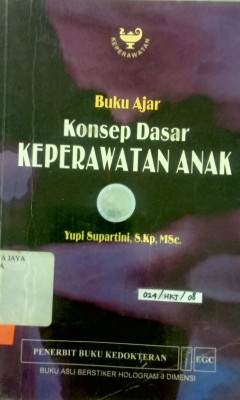 KEPERAWATAN
Buku Ajar
Konsep Dasar
KEPERAWATAN ANAK
Yupi Supartini, S.Kp, MSc.
024/HKJ/08
PENERBIT BUKU KEDOKTERAN EGC
BUKU ASLI BERSTIKER HOLOGRAM 3 DIMENSI